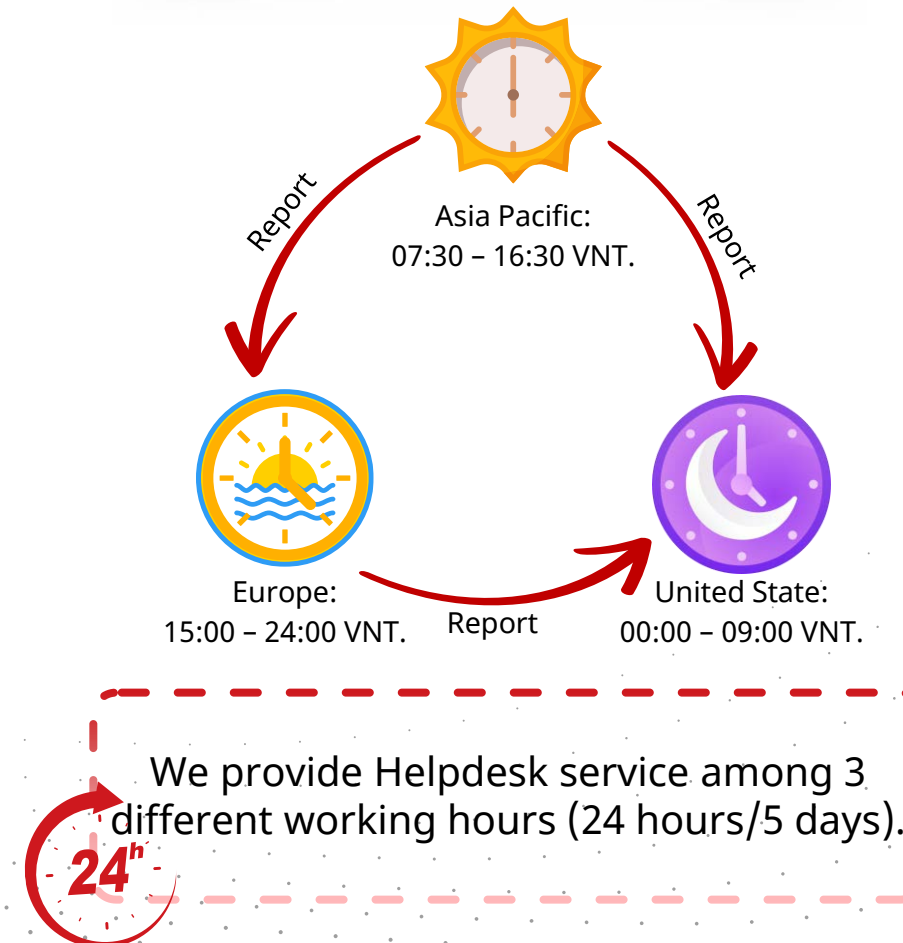 Report
Report
Asia Pacific:
07:30 – 16:30 VNT.
Europe:
15:00 – 24:00 VNT.
Report
United State:
00:00 – 09:00 VNT.
We provide Helpdesk service among 3
different working hours (24 hours/5 days).
24h